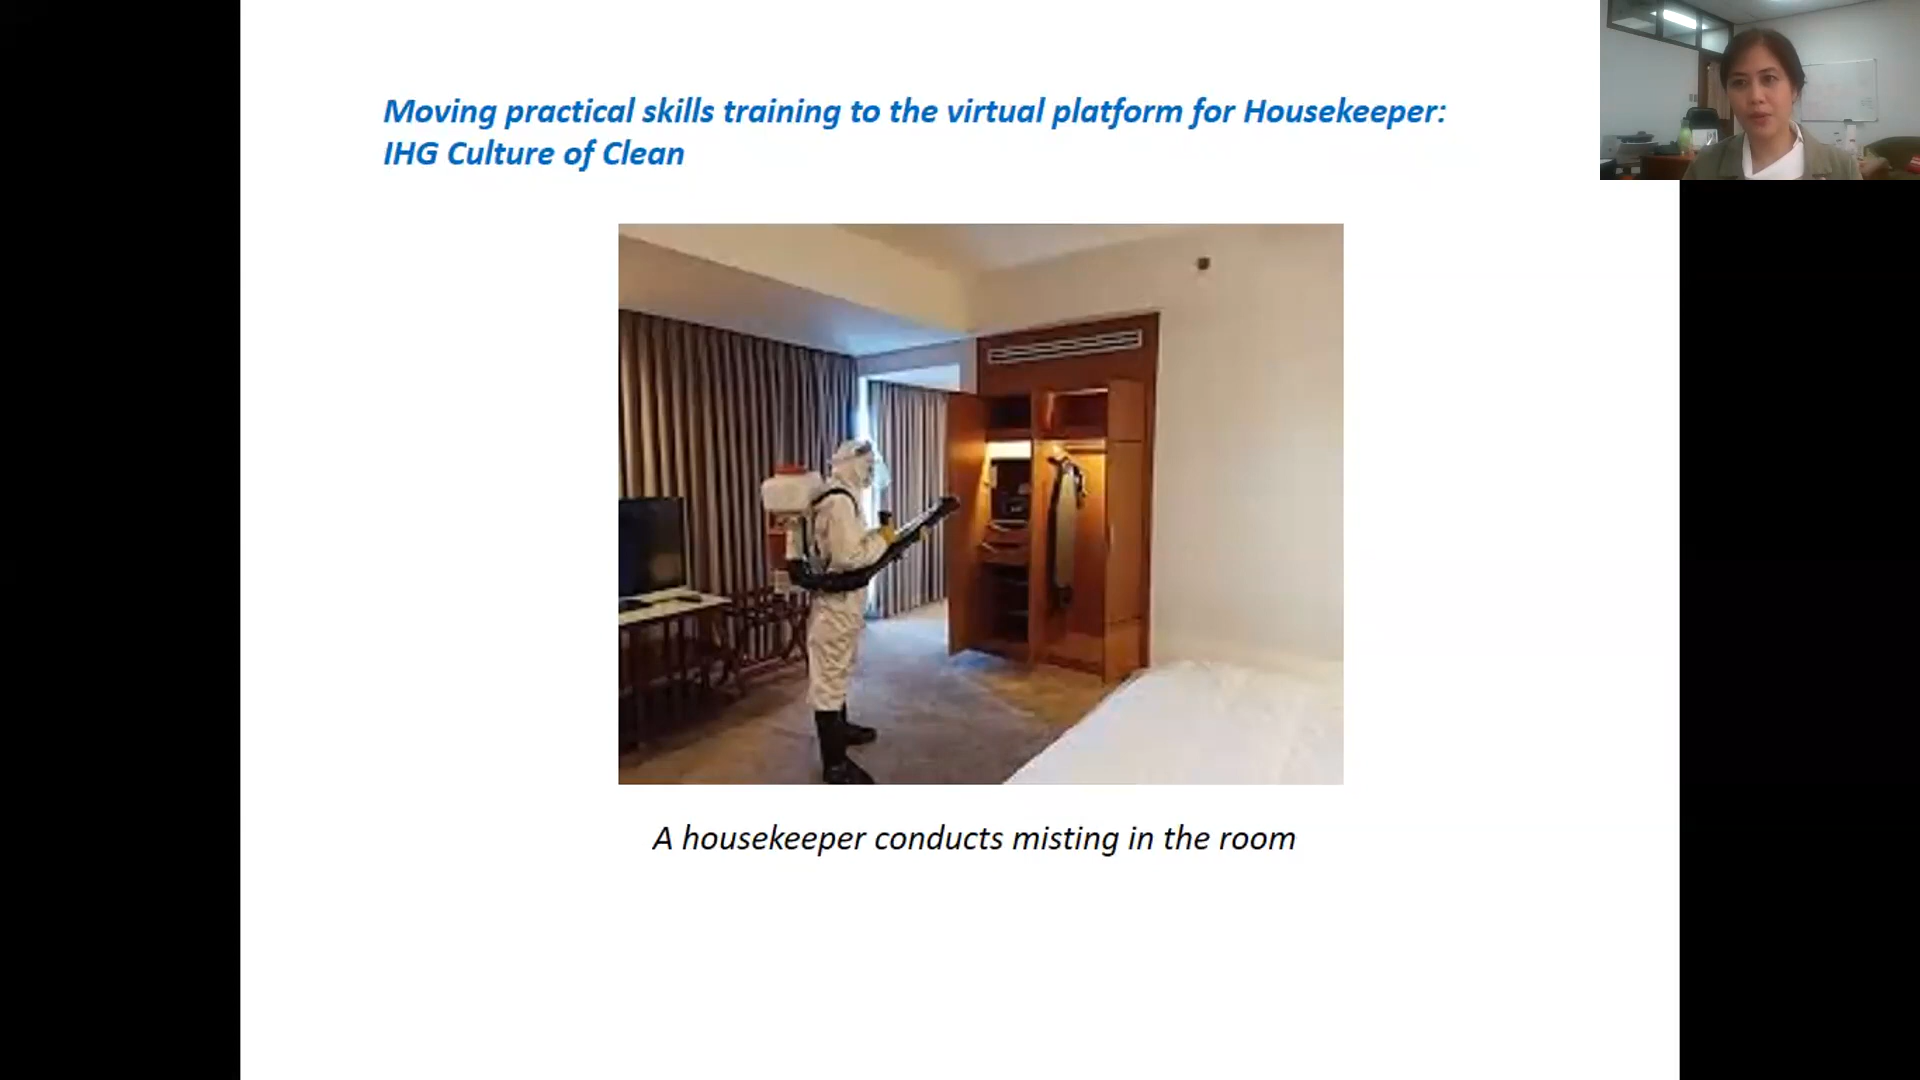 Moving practical skills training to the virtual platform for Housekeeper:
IHG Culture of Clean
A housekeeper conducts misting in the room